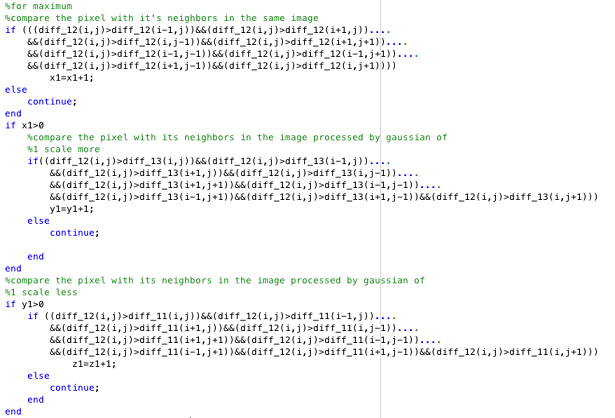 %for maximum
%compare the pixel with it's neighbors in the same image
if (((diff_12(i,j)>diff_12(i-1,j))&&(diff_12(i,j)>diff_12(i+1,j))....
&&(diff_12(i,j)>diff_12(i,j-1))&&(diff_12(i,j)>diff_12(i+1,j+1))....
&&(diff_12(i,j)>diff_12(i-1,j-1))&&(diff_12(i,j)>diff_12(i-1,j+1))....
&&(diff_12(i,j)>diff_12(i+1,j-1))&&(diff_12(i,j)>diff_12(i,j+1))))
x1=x1+1;
else
continue;
end
if x1>0
%compare the pixel with its neighbors in the image processed by gaussian of
%1 scale more
if((diff_12(i,j)>diff_13(i,j))&&(diff_12(i,j)>diff_13(i-1,j))....
&&(diff_12(i,j)>diff_13(i+1,j))&&(diff_12(i,j)>diff_13(i,j-1))....
&&(diff_12(i,j)>diff_13(i+1,j+1))&&(diff_12(i,j)>diff_13(i-1,j-1))....
&&(diff_12(i,j)>diff_13(i-1,j+1))&&(diff_12(i,j)>diff_13(i+1,j-1))&&(diff_12(i,j)>diff_13(i,j+1)))
y1=y1+1;
else
continue;
end
end
%compare the pixel with its neighbors in the image processed by gaussian of
%1 scale less
if y1>0
if ((diff_12(i,j)>diff_11(i,j))&&(diff_12(i,j)>diff_11(i-1,j))....
&&(diff_12(i,j)>diff_11(i+1,j))&&(diff_12(i,j)>diff_11(i,j-1))....
&&(diff_12(i,j)>diff_11(i+1,j+1))&&(diff_12(i,j)>diff_11(i-1,j-1))....
&&(diff_12(i,j)>diff_11(i-1,j+1))&&(diff_12(i,j)>diff_11(i+1,j-1))&&(diff_12(i,j)>diff_11(i,j+1)))
z1=z1+1;
else
continue;
end
end